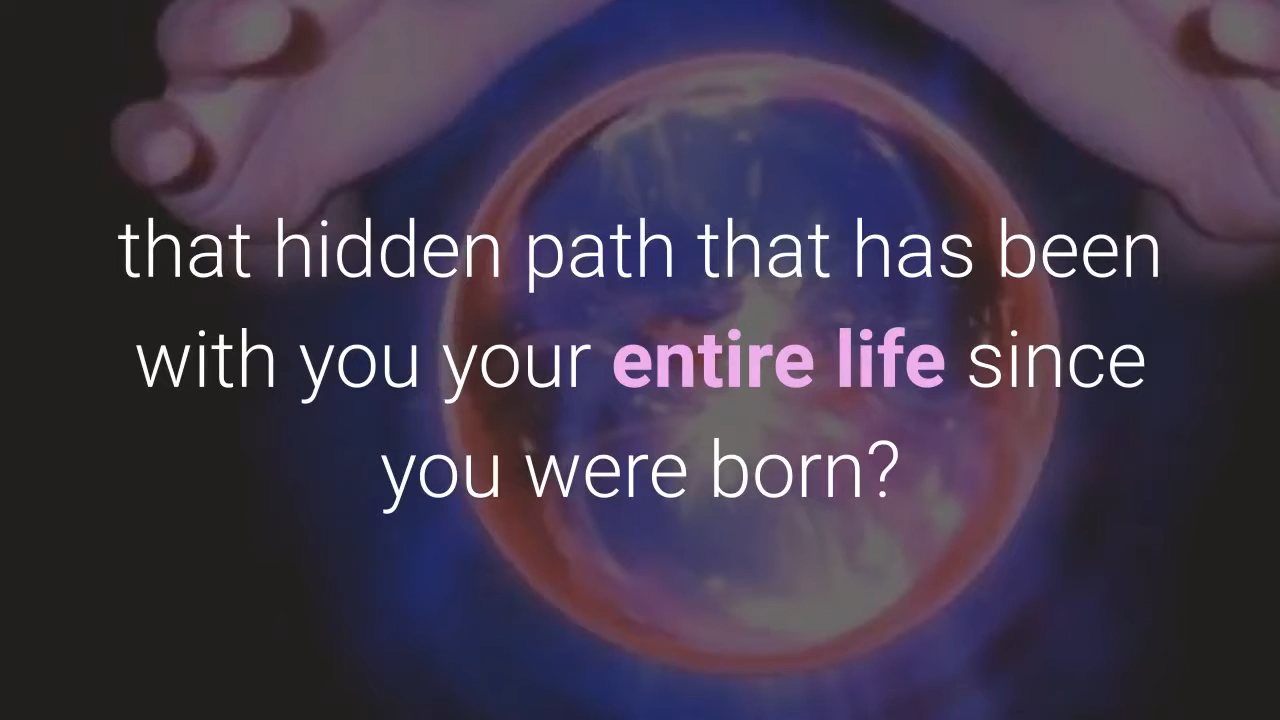 that hidden path that has been
with you your entire life since
you were born?